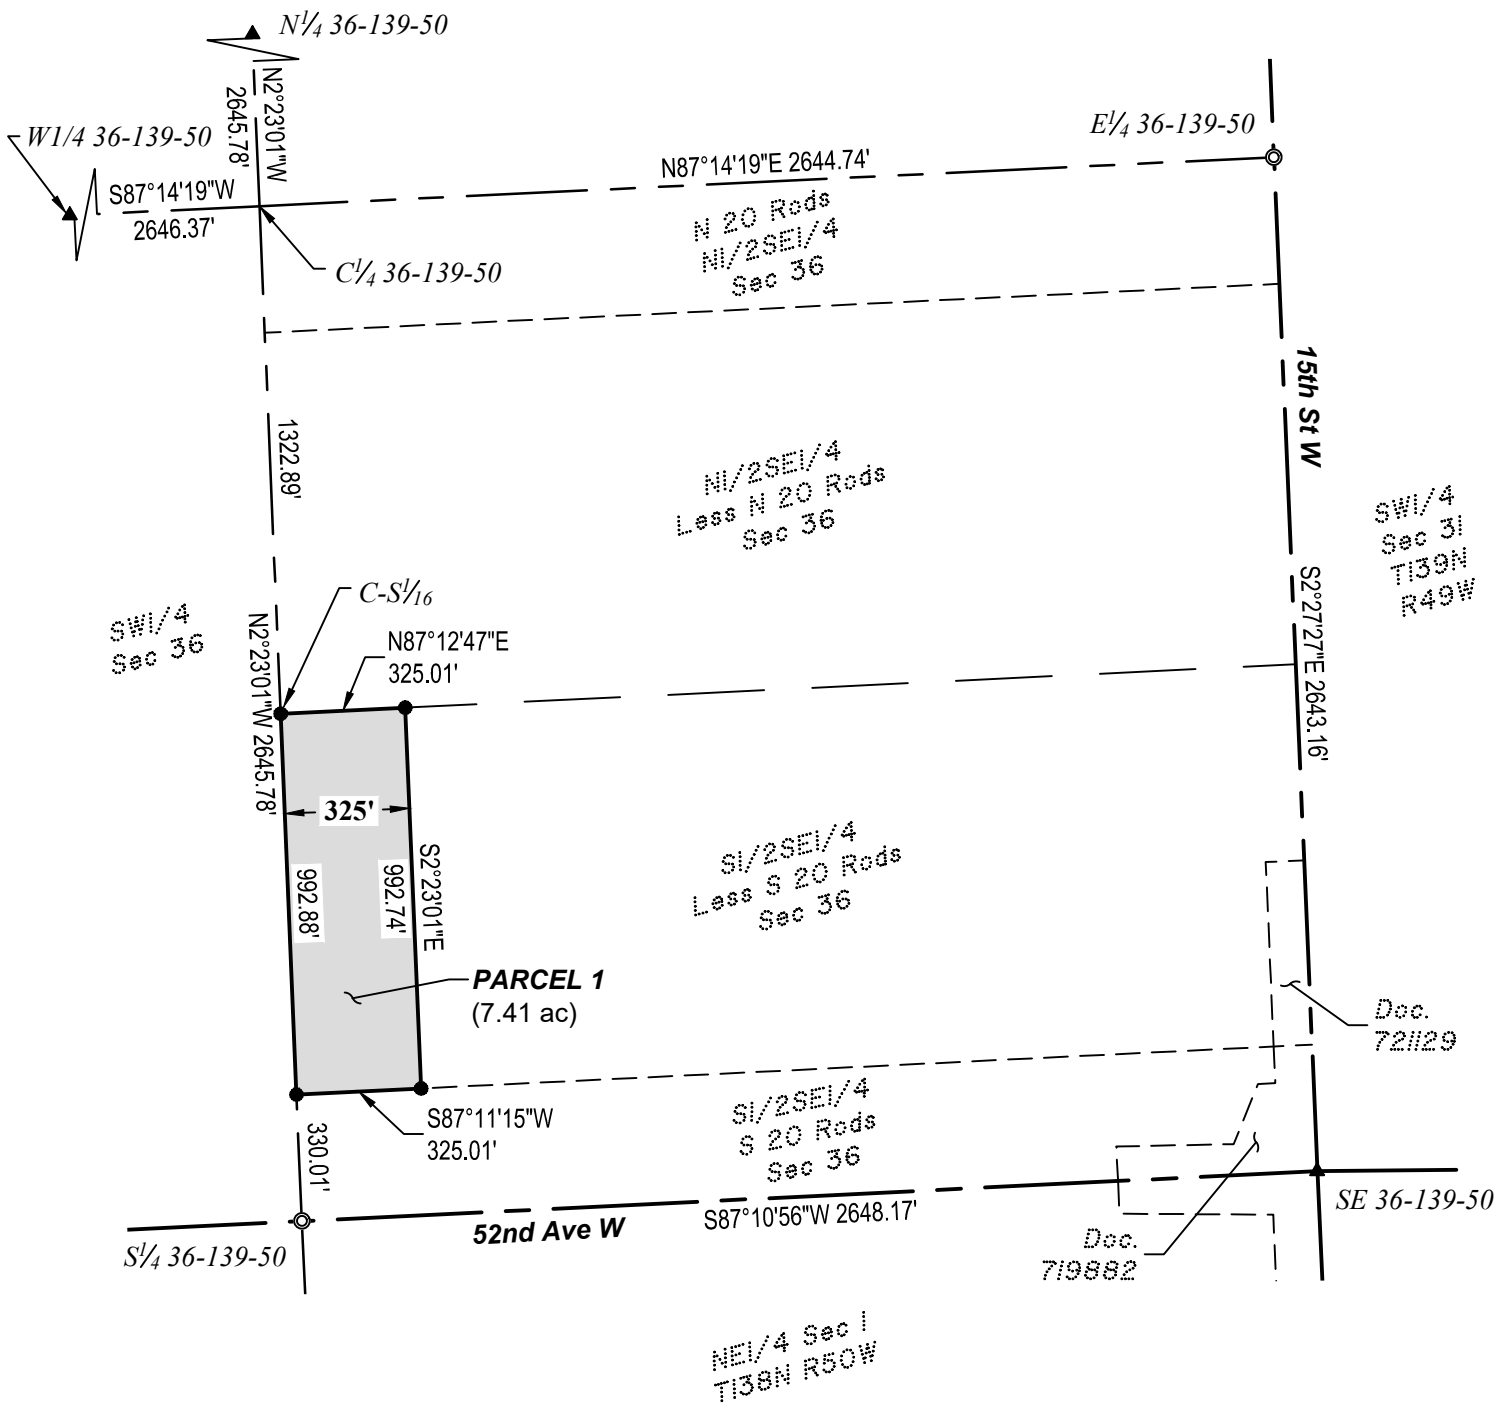 N¼ 36-139-50
N2°23'01"W
2645.78'
W1/4 36-139-50
S87°14'19"W
2646.37'
E¼ 36-139-50
N87°14'19"E 2644.74'
N 20 Rods
N1/2SE1/4
Sec 36
C¼ 36-139-50
15th St W
1322.89'
N1/2SE1/4
Less N 20 Rods
Sec 36
SW1/4
Sec 31
T139N
R49W
S2°27'27"E 2643.16'
C-S1/16
SW1/4
Sec 36
N2°23'01"W 2645.78'
N87°12'47"E
325.01'
325'
992.88'
992.74'
S2°23'01"E
S1/2SE1/4
Less S 20 Rods
Sec 36
PARCEL 1
(7.41 ac)
Doc.
721129
S87°11'15"W
325.01'
330.01'
S1/2SE1/4
S 20 Rods
Sec 36
S87°10'56"W 2648.17'
52nd Ave W
S¼ 36-139-50
SE 36-139-50
Doc.
719882
NE1/4 Sec 1
T138N R50W